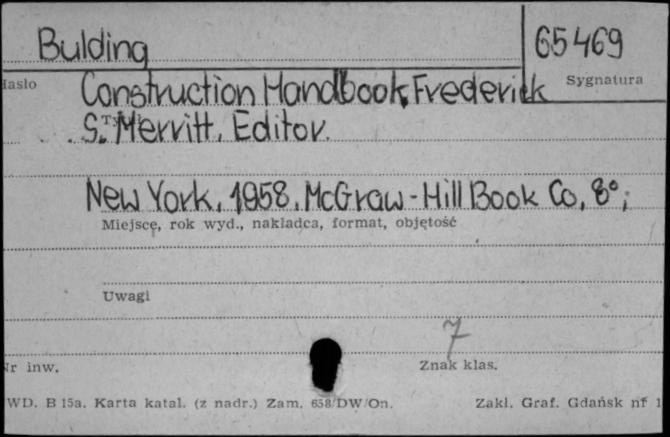 Bulding 65469
Hasło Sygnatura
Construction Handbook, Frederick
S. Merritt, Editor.
New York, 1958, McGraw-Hill Book Co, 8°;
Miejsce, rok wyd., nakładca, format, objętość
Uwagi
7
Nr inw. Znak klas.
WD. B 15a. Karta katal. (z nadr.) Zam. 658/DW/On. Zakł. Graf. Gdańsk nr 1